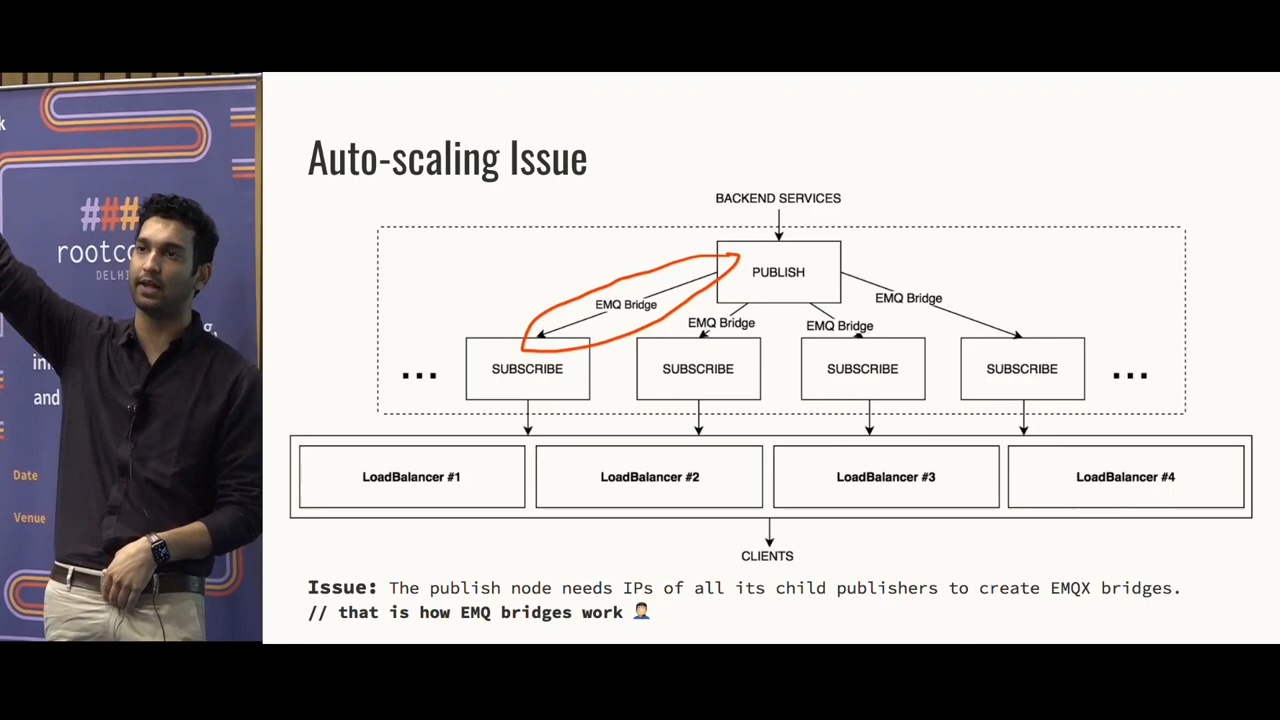 k
###
rootco
DELHI
g,
in
and
Date
Venue
Auto-scaling Issue
BACKEND SERVICES
PUBLISH
EMQ Bridge
EMQ Bridge
EMQ Bridge
EMQ Bridge
... SUBSCRIBE SUBSCRIBE SUBSCRIBE SUBSCRIBE ...
LoadBalancer #1 LoadBalancer #2 LoadBalancer #3 LoadBalancer #4
CLIENTS
Issue: The publish node needs IPs of all its child publishers to create EMQX bridges.
// that is how EMQ bridges work 🤦🏻‍♂️